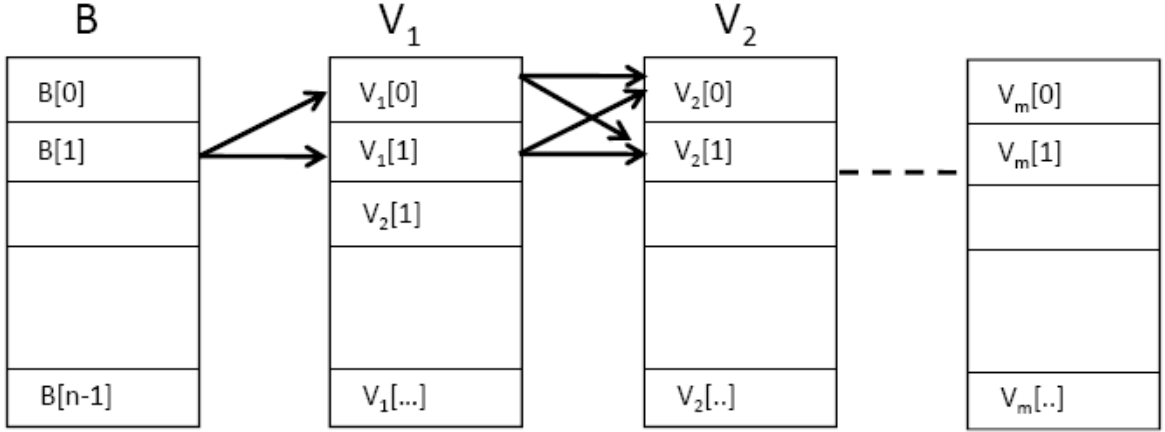 B V₁ V₂
B[0] V₁[0] V₂[0] Vₘ[0]
B[1] V₁[1] V₂[1] Vₘ[1]
V₂[1]
B[n-1] V₁[...] V₂[..] Vₘ[..]